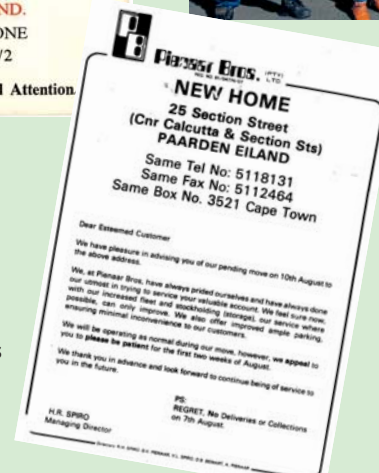 ND.
ONE
/2
l Attention
PB
Pienaar Bros. (PTY) LTD.
NEW HOME
25 Section Street
(Cnr Calcutta & Section Sts)
PAARDEN EILAND
Same Tel No: 5118131
Same Fax No: 5112464
Same Box No. 3521 Cape Town
Dear Esteemed Customer
We have pleasure in advising you of our pending move on 10th August to
the above address.
We, at Pienaar Bros, have always prided ourselves and have always done
our utmost in trying to service your valuable account. We feel sure now,
with our increased fleet and stockholding (storage), our service where
possible, can only improve. We also offer improved ample parking,
ensuring minimal inconvenience to our customers.
We will be operating as normal during our move, however, we appeal to
you to please be patient for the first two weeks of August.
We thank you in advance and look forward to continue being of service to
you in the future.
PS:
REGRET, No Deliveries or Collections
on 7th August.
H.R. SPIRO
Managing Director
s